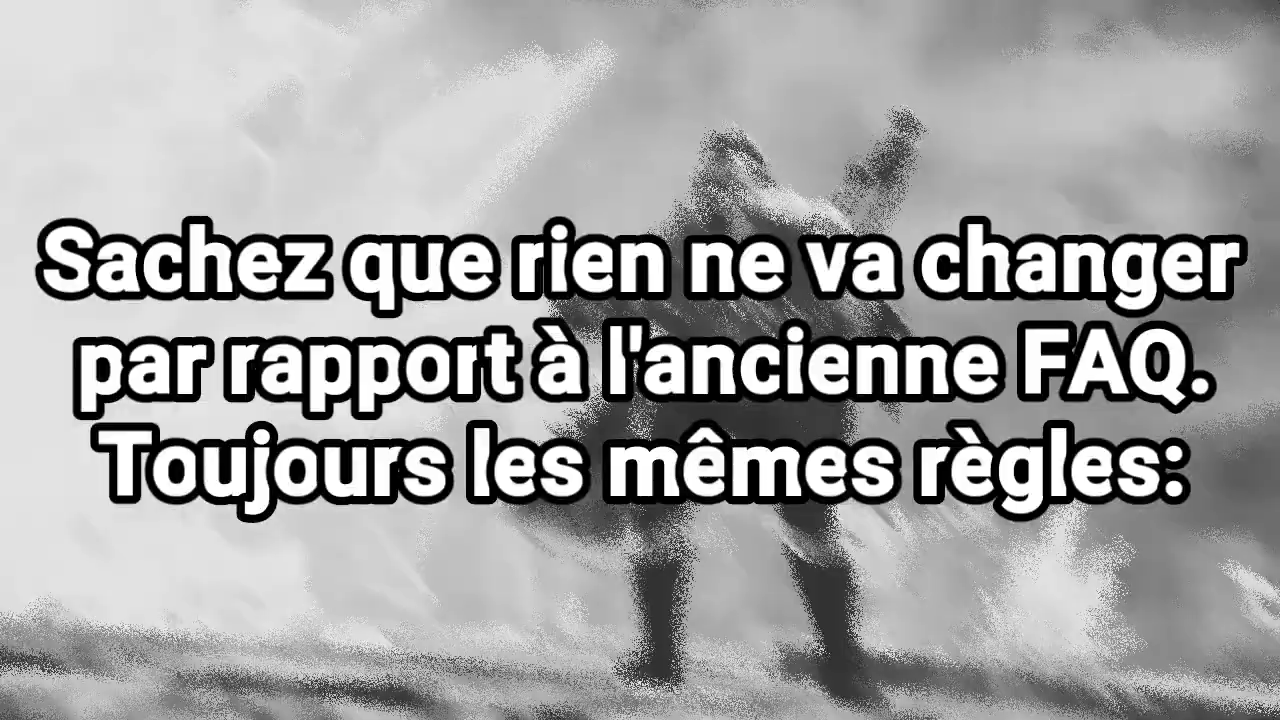 Sachez que rien ne va changer
par rapport à l'ancienne FAQ.
Toujours les mêmes règles: